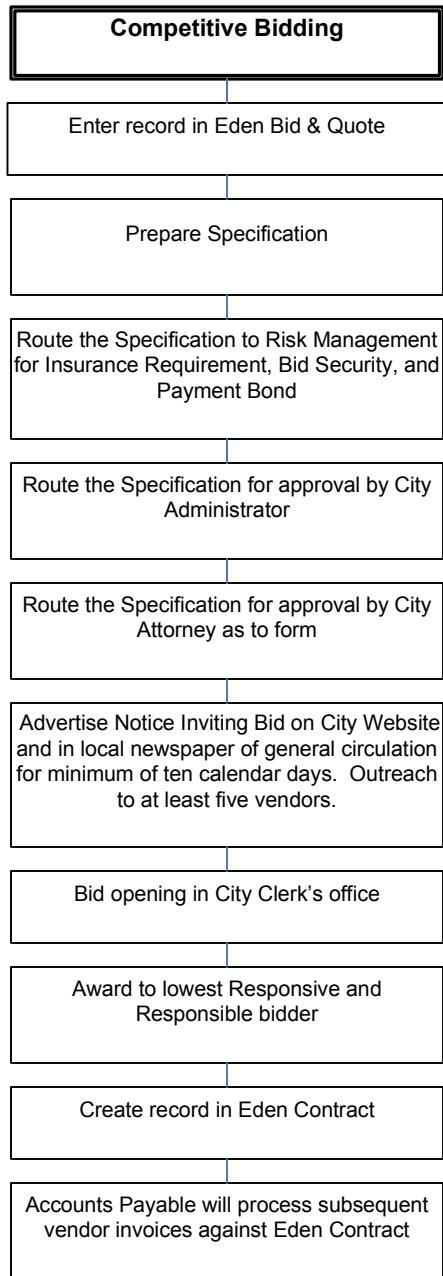 Competitive Bidding
Enter record in Eden Bid & Quote
Prepare Specification
Route the Specification to Risk Management
for Insurance Requirement, Bid Security, and
Payment Bond
Route the Specification for approval by City
Administrator
Route the Specification for approval by City
Attorney as to form
Advertise Notice Inviting Bid on City Website
and in local newspaper of general circulation
for minimum of ten calendar days.  Outreach
to at least five vendors.
Bid opening in City Clerk's office
Award to lowest Responsive and
Responsible bidder
Create record in Eden Contract
Accounts Payable will process subsequent
vendor invoices against Eden Contract